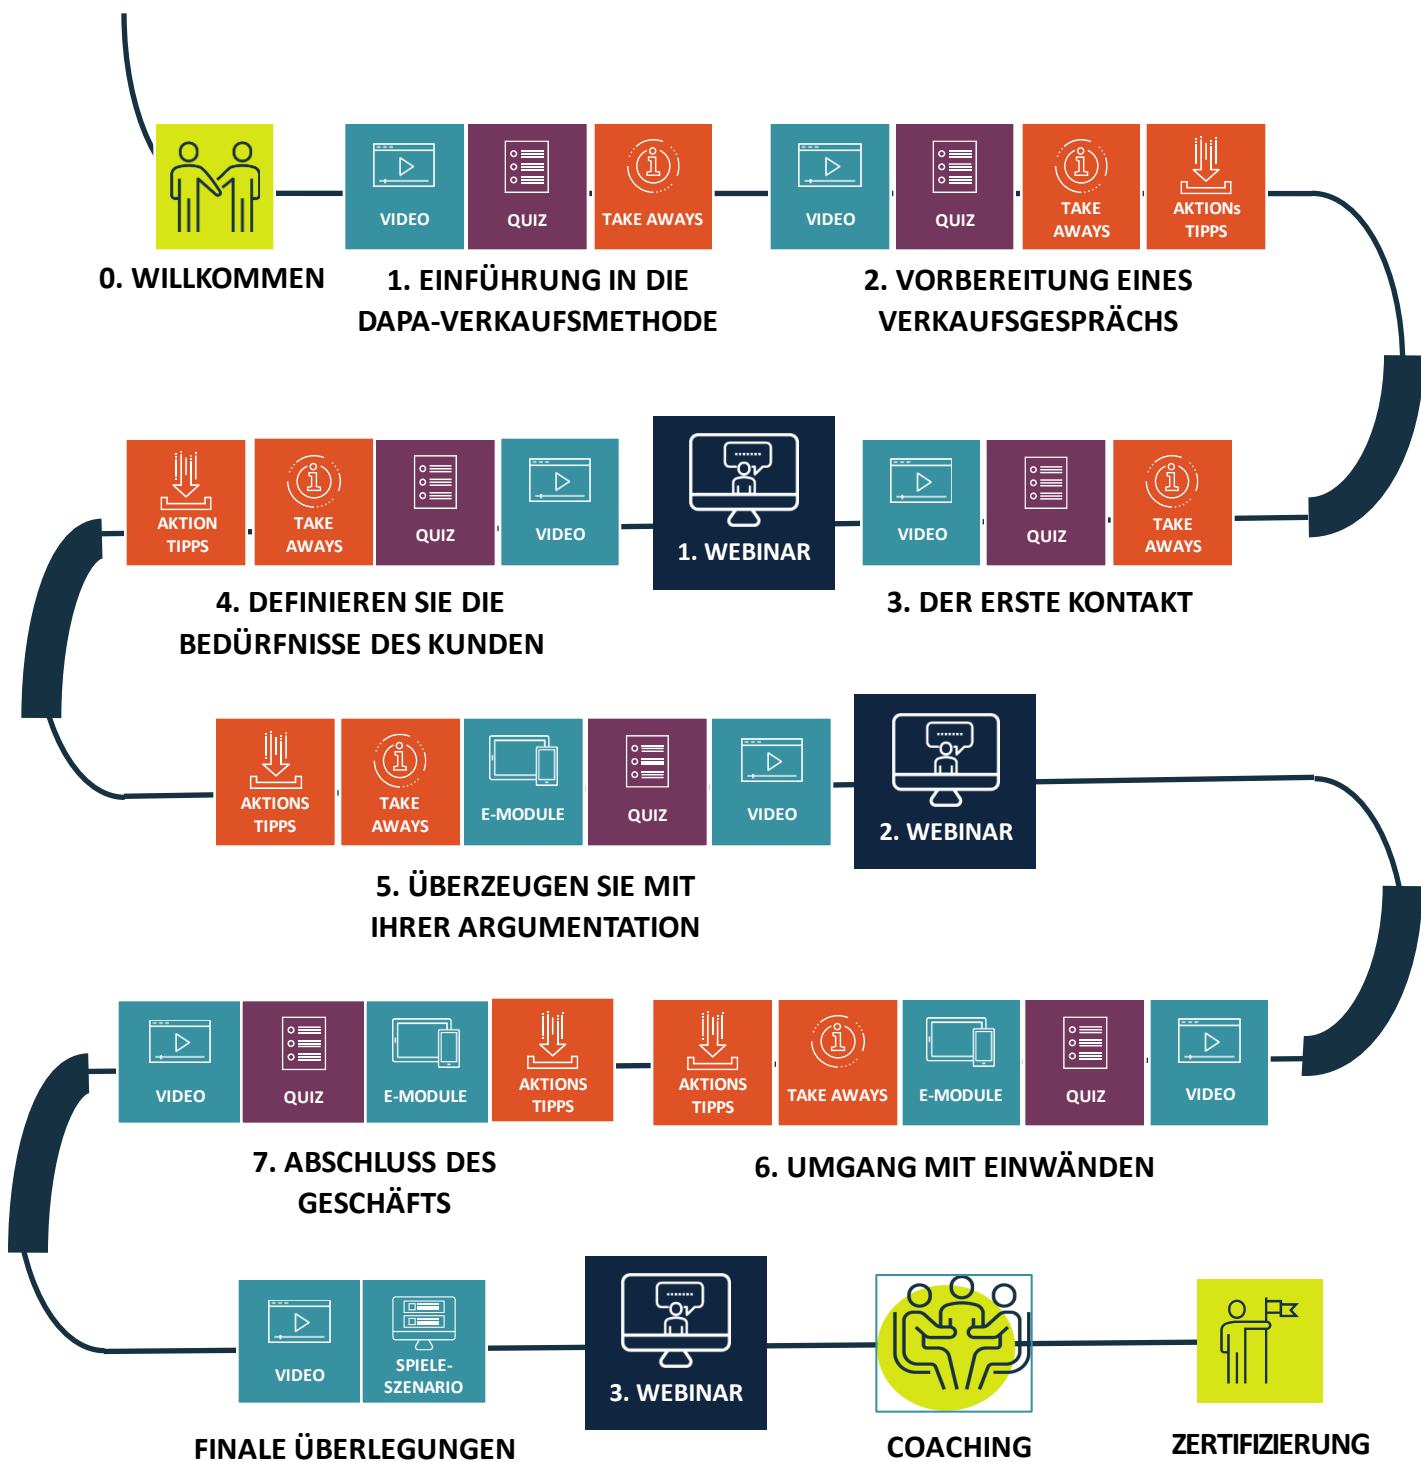 VIDEO
QUIZ
TAKE AWAYS
VIDEO
QUIZ
TAKE
AWAYS
AKTIONs
TIPPS
0. WILLKOMMEN
1. EINFÜHRUNG IN DIE
DAPA-VERKAUFSMETHODE
2. VORBEREITUNG EINES
VERKAUFSGESPRÄCHS
AKTION
TIPPS
TAKE
AWAYS
QUIZ
VIDEO
1. WEBINAR
VIDEO
QUIZ
TAKE
AWAYS
4. DEFINIEREN SIE DIE
BEDÜRFNISSE DES KUNDEN
3. DER ERSTE KONTAKT
AKTIONS
TIPPS
TAKE
AWAYS
E-MODULE
QUIZ
VIDEO
2. WEBINAR
5. ÜBERZEUGEN SIE MIT
IHRER ARGUMENTATION
VIDEO
QUIZ
E-MODULE
AKTIONS
TIPPS
AKTIONS
TIPPS
TAKE AWAYS
E-MODULE
QUIZ
VIDEO
7. ABSCHLUSS DES
GESCHÄFTS
6. UMGANG MIT EINWÄNDEN
VIDEO
SPIELE-
SZENARIO
3. WEBINAR
FINALE ÜBERLEGUNGEN
COACHING
ZERTIFIZIERUNG